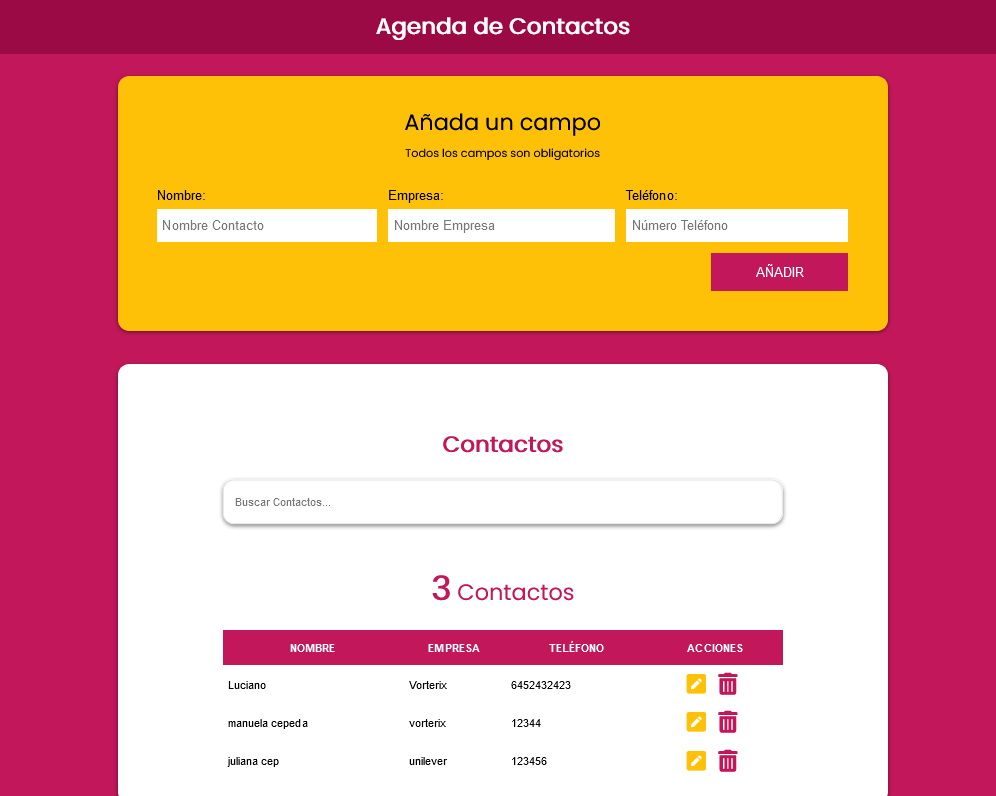 Agenda de Contactos
Añada un campo
Todos los campos son obligatorios
Nombre: Empresa: Teléfono:
Nombre Contacto Nombre Empresa Número Teléfono
AÑADIR
Contactos
Buscar Contactos...
3 Contactos
NOMBRE EMPRESA TELÉFONO ACCIONES
Luciano Vorterix 6452432423
manuela cepeda vorterix 12344
juliana cep unilever 123456